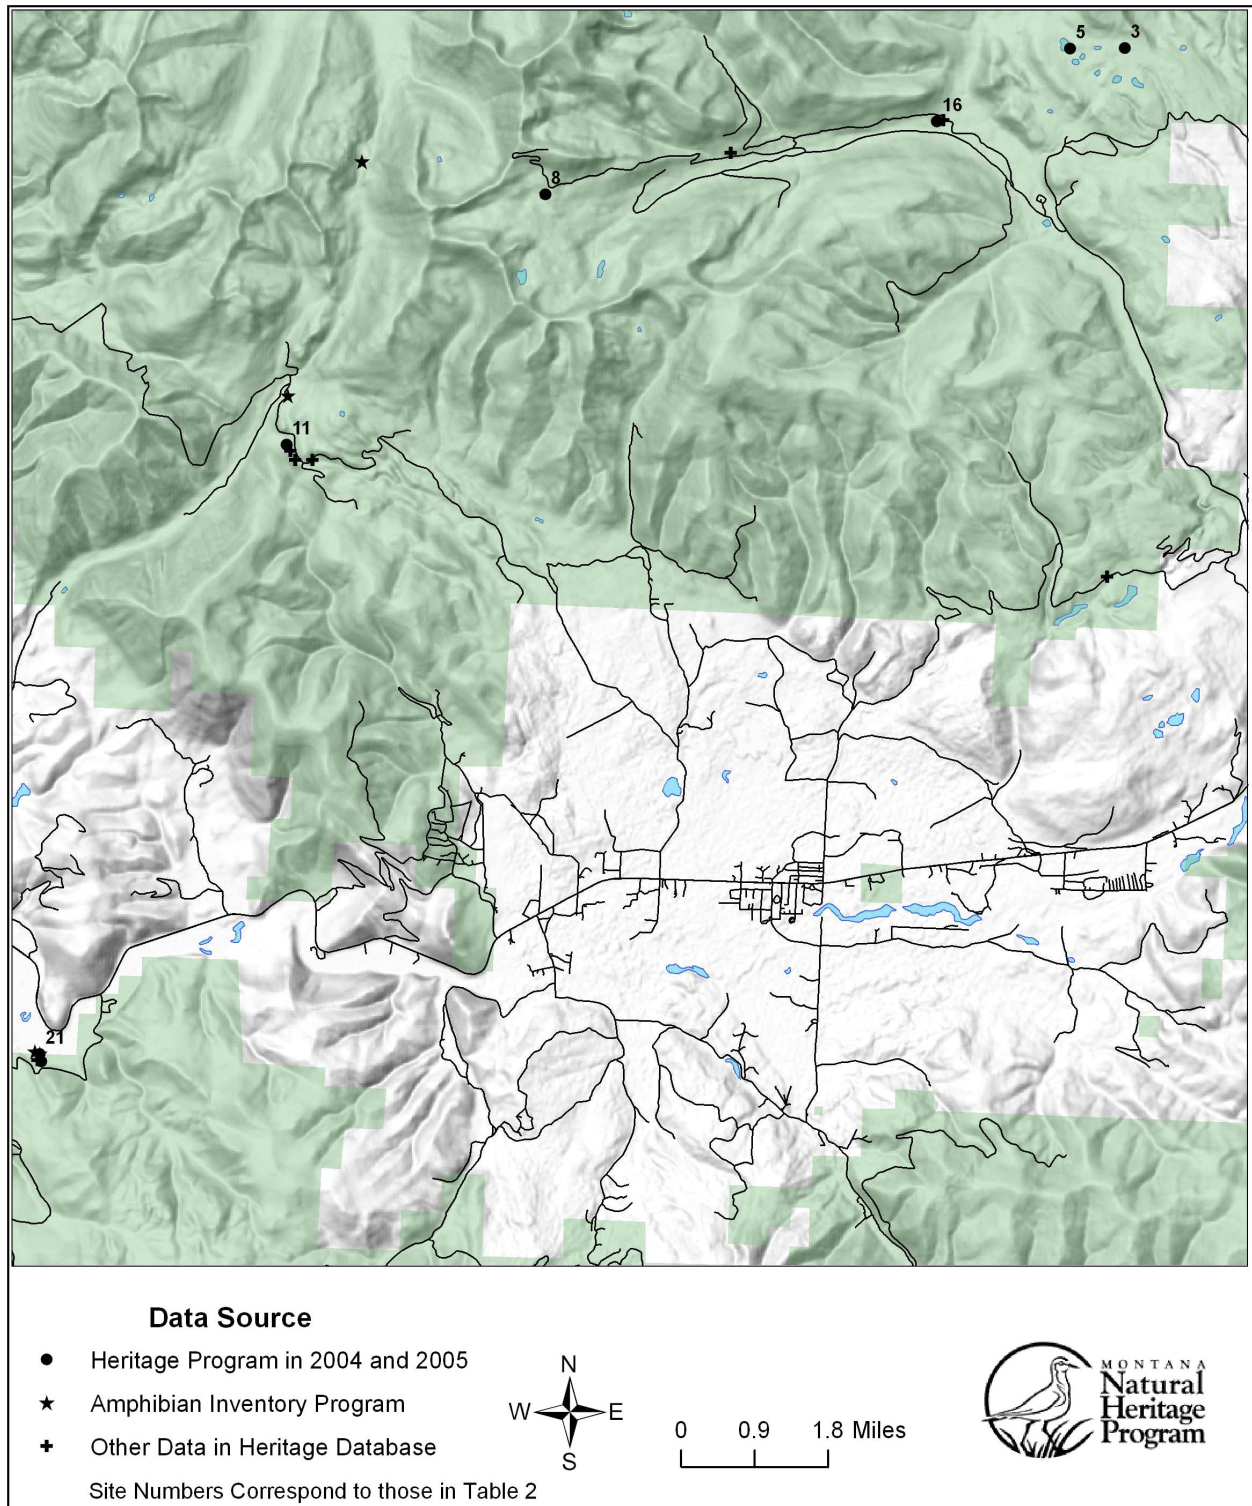 5 3
16
8
11
21
Data Source
Heritage Program in 2004 and 2005
Amphibian Inventory Program
Other Data in Heritage Database
Site Numbers Correspond to those in Table 2
N
W E
S
0 0.9 1.8 Miles
MONTANA
Natural
Heritage
Program